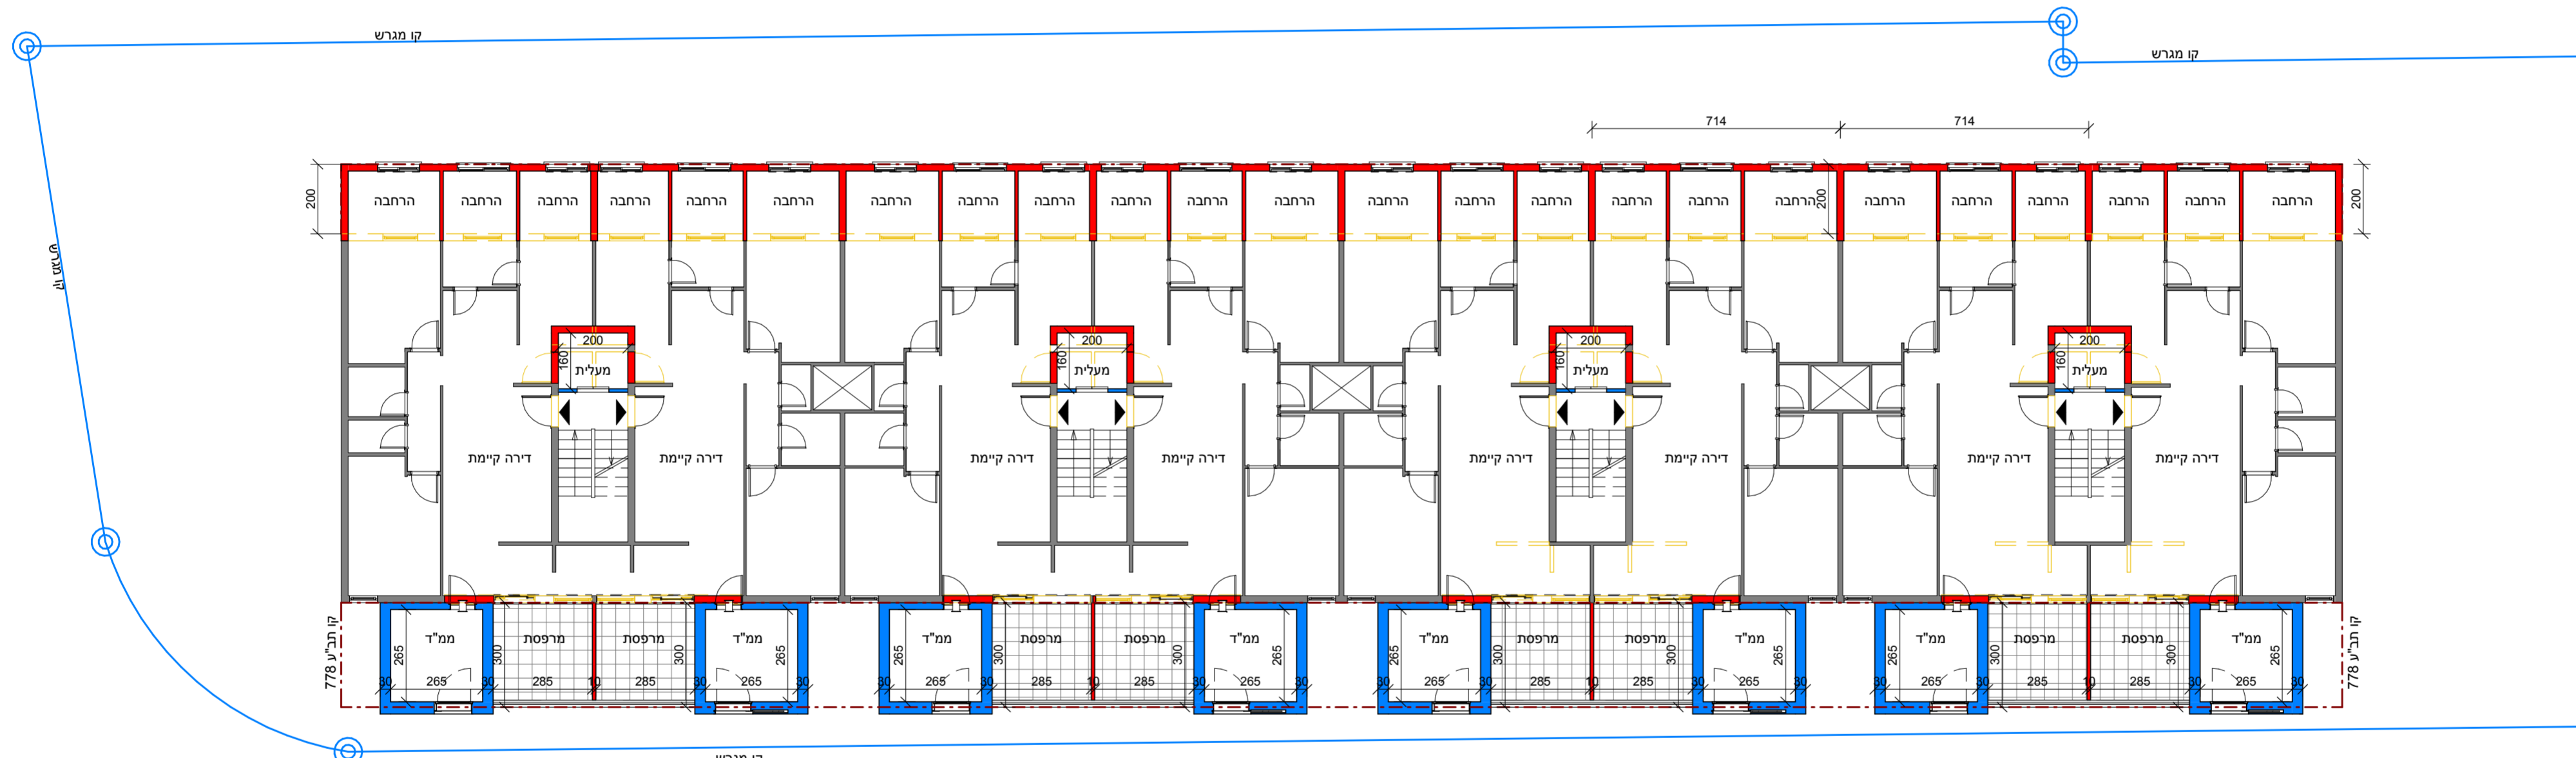 קו מגרש
קו מגרש
קו מגרש
714 714
200 200 200
הרחבה הרחבה הרחבה הרחבה הרחבה הרחבה הרחבה הרחבה הרחבה הרחבה הרחבה הרחבה הרחבה הרחבה הרחבה הרחבה הרחבה הרחבה הרחבה הרחבה הרחבה הרחבה הרחבה הרחבה
200 200 200 200
160 160 160 160
מעלית מעלית מעלית מעלית
דירה קיימת דירה קיימת דירה קיימת דירה קיימת דירה קיימת דירה קיימת דירה קיימת דירה קיימת
קו תב"ע 778
ממ"ד מרפסת מרפסת ממ"ד ממ"ד מרפסת מרפסת ממ"ד ממ"ד מרפסת מרפסת ממ"ד ממ"ד מרפסת מרפסת ממ"ד
קו תב"ע 778
265 300 300 265 265 300 300 265 265 300 300 265 265 300 300 265
30 265 30 285 10 285 30 265 30 30 265 30 285 10 285 30 265 30 30 265 30 285 10 285 30 265 30 30 265 30 285 10 285 30 265 30
קו מגרש